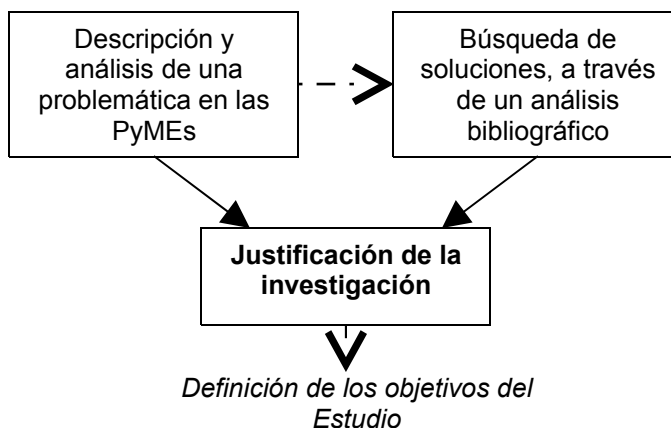 Descripción y
análisis de una
problemática en las
PyMEs
Búsqueda de
soluciones, a través
de un análisis
bibliográfico
Justificación de la
investigación
Definición de los objetivos del
Estudio